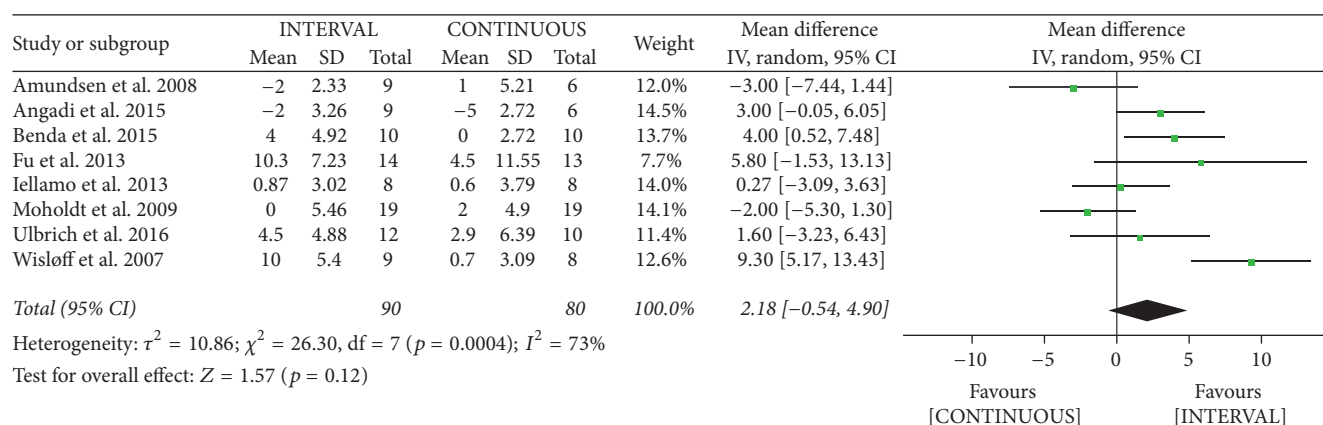 INTERVAL CONTINUOUS Mean difference Mean difference
Study or subgroup Weight
Mean SD Total Mean SD Total IV, random, 95% CI IV, random, 95% CI
Amundsen et al. 2008 −2 2.33 9 1 5.21 6 12.0% −3.00 [−7.44, 1.44]
Angadi et al. 2015 −2 3.26 9 −5 2.72 6 14.5% 3.00 [−0.05, 6.05]
Benda et al. 2015 4 4.92 10 0 2.72 10 13.7% 4.00 [0.52, 7.48]
Fu et al. 2013 10.3 7.23 14 4.5 11.55 13 7.7% 5.80 [−1.53, 13.13]
Iellamo et al. 2013 0.87 3.02 8 0.6 3.79 8 14.0% 0.27 [−3.09, 3.63]
Moholdt et al. 2009 0 5.46 19 2 4.9 19 14.1% −2.00 [−5.30, 1.30]
Ulbrich et al. 2016 4.5 4.88 12 2.9 6.39 10 11.4% 1.60 [−3.23, 6.43]
Wisløff et al. 2007 10 5.4 9 0.7 3.09 8 12.6% 9.30 [5.17, 13.43]
Total (95% CI) 90 80 100.0% 2.18 [−0.54, 4.90]
Heterogeneity: τ² = 10.86; χ² = 26.30, df = 7 (p = 0.0004); I² = 73%
−10 −5 0 5 10
Test for overall effect: Z = 1.57 (p = 0.12)
Favours Favours
[CONTINUOUS] [INTERVAL]